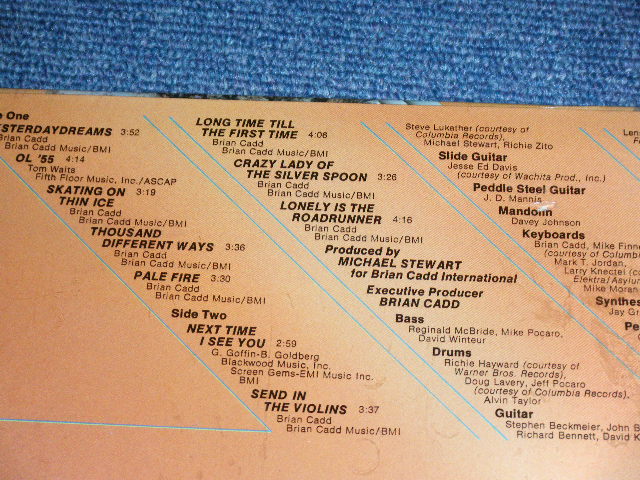 One
3:52
Brian Cadd
Brian Cadd Music/BMI
OL '55 4:14
Tom Waits
Fifth Floor Music, Inc./ASCAP
SKATING ON
THIN ICE 3:19
Brian Cadd
Brian Cadd Music/BMI
THOUSAND
DIFFERENT WAYS 3:36
Brian Cadd
Brian Cadd Music/BMI
PALE FIRE 3:30
Brian Cadd
Brian Cadd Music/BMI
Side Two
NEXT TIME
I SEE YOU 2:59
G. Goffin-B. Goldberg
Blackwood Music, Inc.
Screen Gems-EMI Music Inc.
BMI
SEND IN
THE VIOLINS 3:37
Brian Cadd
Brian Cadd Music/BMI
LONG TIME TILL
THE FIRST TIME 4:06
Brian Cadd
Brian Cadd Music/BMI
CRAZY LADY OF
THE SILVER SPOON 3:26
Brian Cadd
Brian Cadd Music/BMI
LONELY IS THE
ROADRUNNER 4:16
Brian Cadd
Brian Cadd Music/BMI
Produced by
MICHAEL STEWART
for Brian Cadd International
Executive Producer
BRIAN CADD
Bass
Reginald McBride, Mike Pocaro,
David Winteur
Drums
Richie Hayward (courtesy of
Warner Bros. Records),
Doug Lavery, Jeff Pocaro
(courtesy of Columbia Records),
Alvin Taylor
Guitar
Stephen Beckmeier, John
Richard Bennett, David
Steve Lukather (courtesy of
Columbia Records),
Michael Stewart, Richie Zito
Slide Guitar
Jesse Ed Davis
(courtesy of Wachita Prod., Inc.)
Peddle Steel Guitar
J. D. Mannis
Mandolin
Davey Johnson
Keyboards
Brian Cadd, Mike
(courtesy of
Mark T. Jordan,
Larry Knectel
Elektra/
Mike
Jay